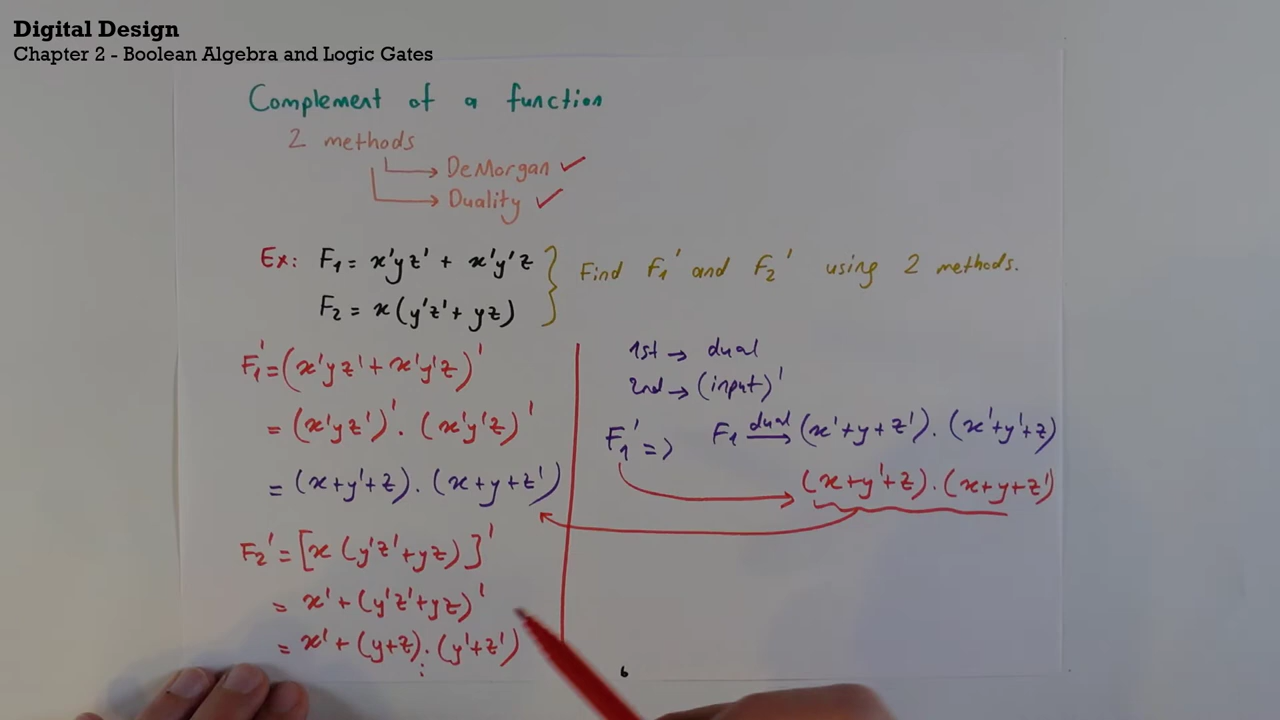 Digital Design
Chapter 2 - Boolean Algebra and Logic Gates
Complement of a function
2 methods
→ DeMorgan ✓
→ Duality ✓
Ex: F₁ = x'yz' + x'y'z
F₂ = x(y'z' + yz)
Find F₁' and F₂' using 2 methods.
F₁' = (x'yz' + x'y'z)'
= (x'yz')' . (x'y'z)'
= (x+y'+z) . (x+y+z')
F₂' = [x (y'z'+yz)]'
= x' + (y'z'+yz)'
= x' + (y+z) . (y'+z')
1st → dual
2nd → (input)'
F₁' => F₁ dual→ (x'+y+z') . (x'+y'+z)
(x+y'+z) . (x+y+z')
6